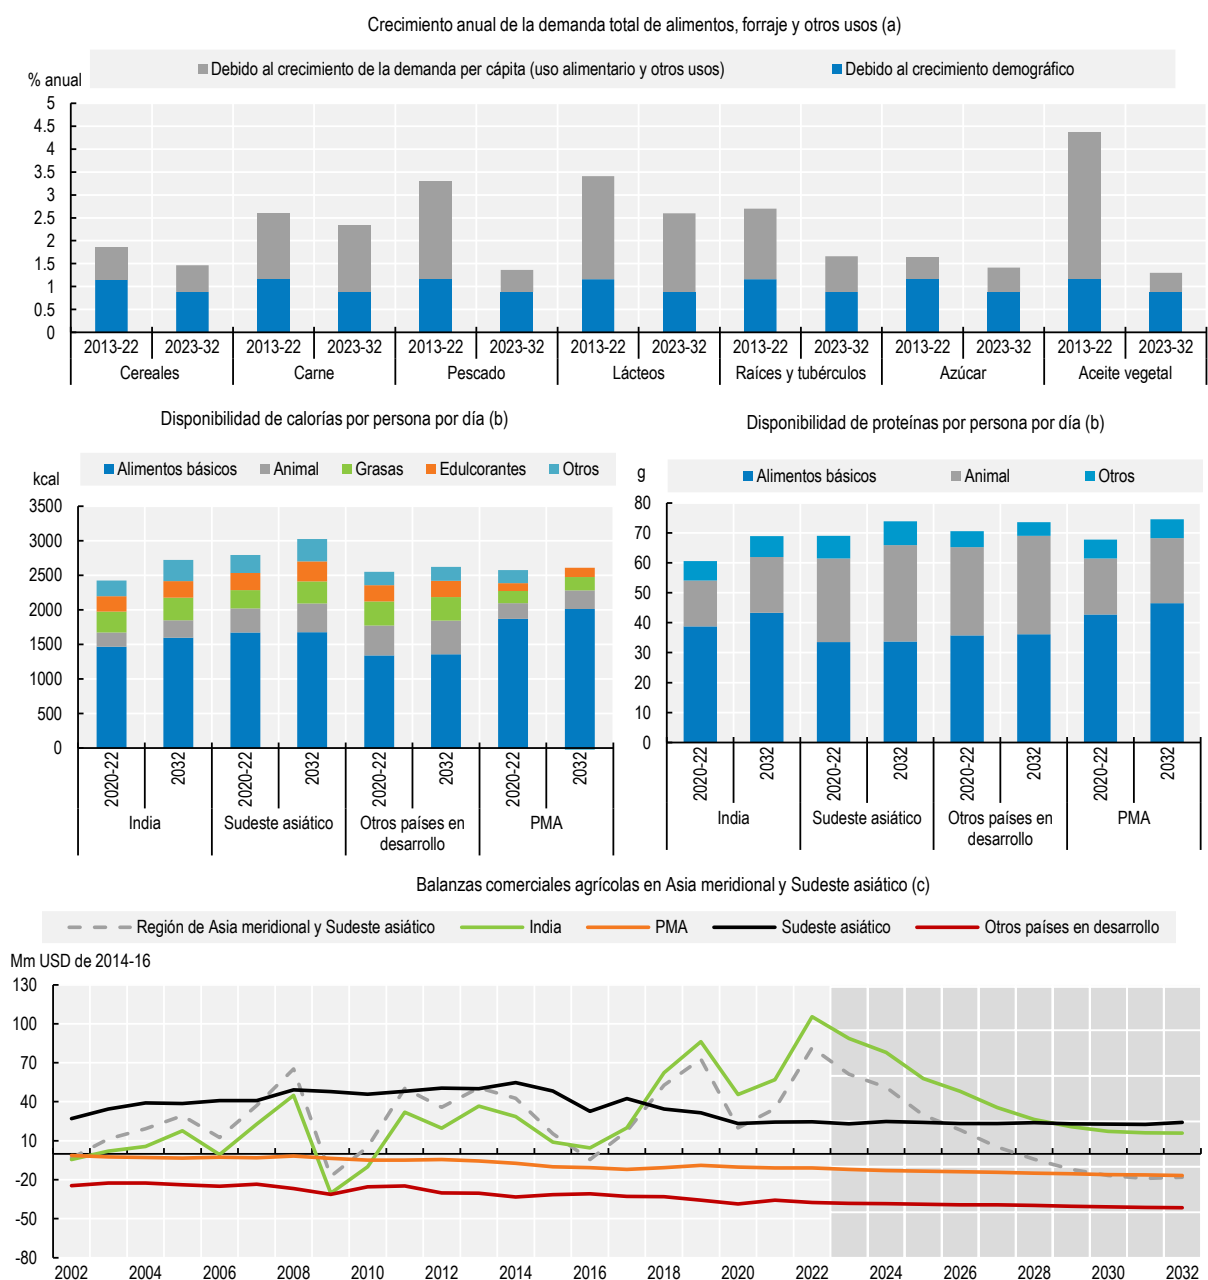 Crecimiento anual de la demanda total de alimentos, forraje y otros usos (a)
Debido al crecimiento de la demanda per cápita (uso alimentario y otros usos) Debido al crecimiento demográfico
% anual
5
4.5
4
3.5
3
2.5
2
1.5
1
0.5
0
2013-22 2023-32 2013-22 2023-32 2013-22 2023-32 2013-22 2023-32 2013-22 2023-32 2013-22 2023-32 2013-22 2023-32
Cereales Carne Pescado Lácteos Raíces y tubérculos Azúcar Aceite vegetal
Disponibilidad de calorías por persona por día (b)
Alimentos básicos Animal Grasas Edulcorantes Otros
kcal
3500
3000
2500
2000
1500
1000
500
0
2020-22 2032 2020-22 2032 2020-22 2032 2020-22 2032
India Sudeste asiático Otros países en PMA
desarrollo
Disponibilidad de proteínas por persona por día (b)
Alimentos básicos Animal Otros
g
80
70
60
50
40
30
20
10
0
2020-22 2032 2020-22 2032 2020-22 2032 2020-22 2032
India Sudeste asiático Otros países en PMA
desarrollo
Balanzas comerciales agrícolas en Asia meridional y Sudeste asiático (c)
Región de Asia meridional y Sudeste asiático India PMA Sudeste asiático Otros países en desarrollo
Mm USD de 2014-16
130
100
70
40
10
-20
-50
-80
2002 2004 2006 2008 2010 2012 2014 2016 2018 2020 2022 2024 2026 2028 2030 2032